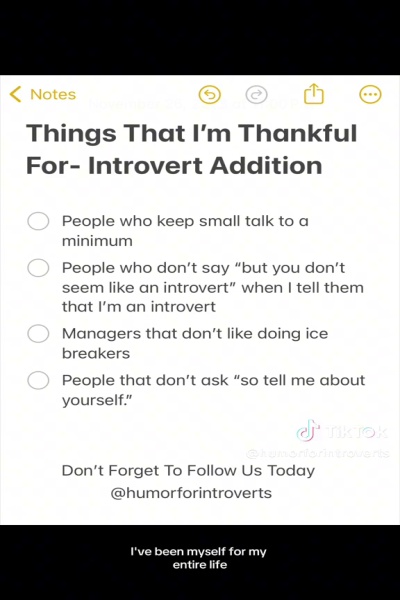 Notes
Things That I'm Thankful
For- Introvert Addition
People who keep small talk to a
minimum
People who don't say “but you don't
seem like an introvert” when I tell them
that I'm an introvert
Managers that don't like doing ice
breakers
People that don't ask “so tell me about
yourself.”
TikTok
@humorforintroverts
Don't Forget To Follow Us Today
@humorforintroverts
I've been myself for my
entire life